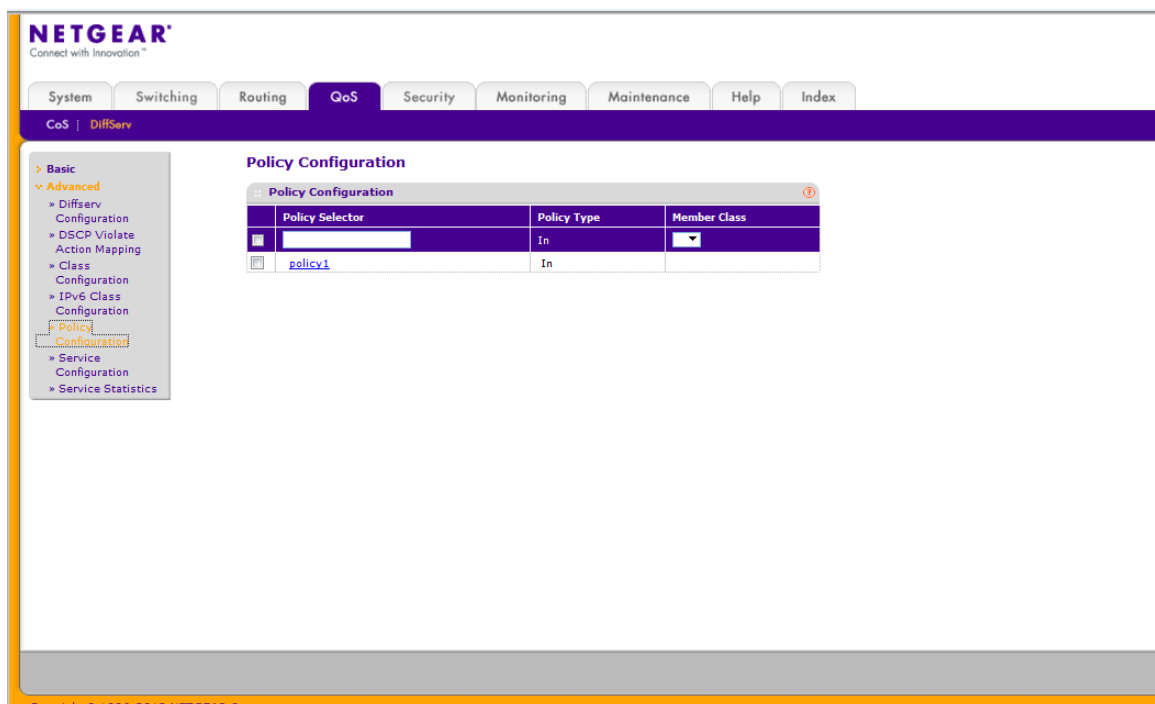 NETGEAR®
Connect with Innovation™
System Switching Routing QoS Security Monitoring Maintenance Help Index
CoS | DiffServ
Basic
Advanced
» Diffserv
Configuration
» DSCP Violate
Action Mapping
» Class
Configuration
» IPv6 Class
Configuration
» Policy
Configuration
» Service
Configuration
» Service Statistics
Policy Configuration
Policy Configuration
Policy Selector Policy Type Member Class
In
policy1 In